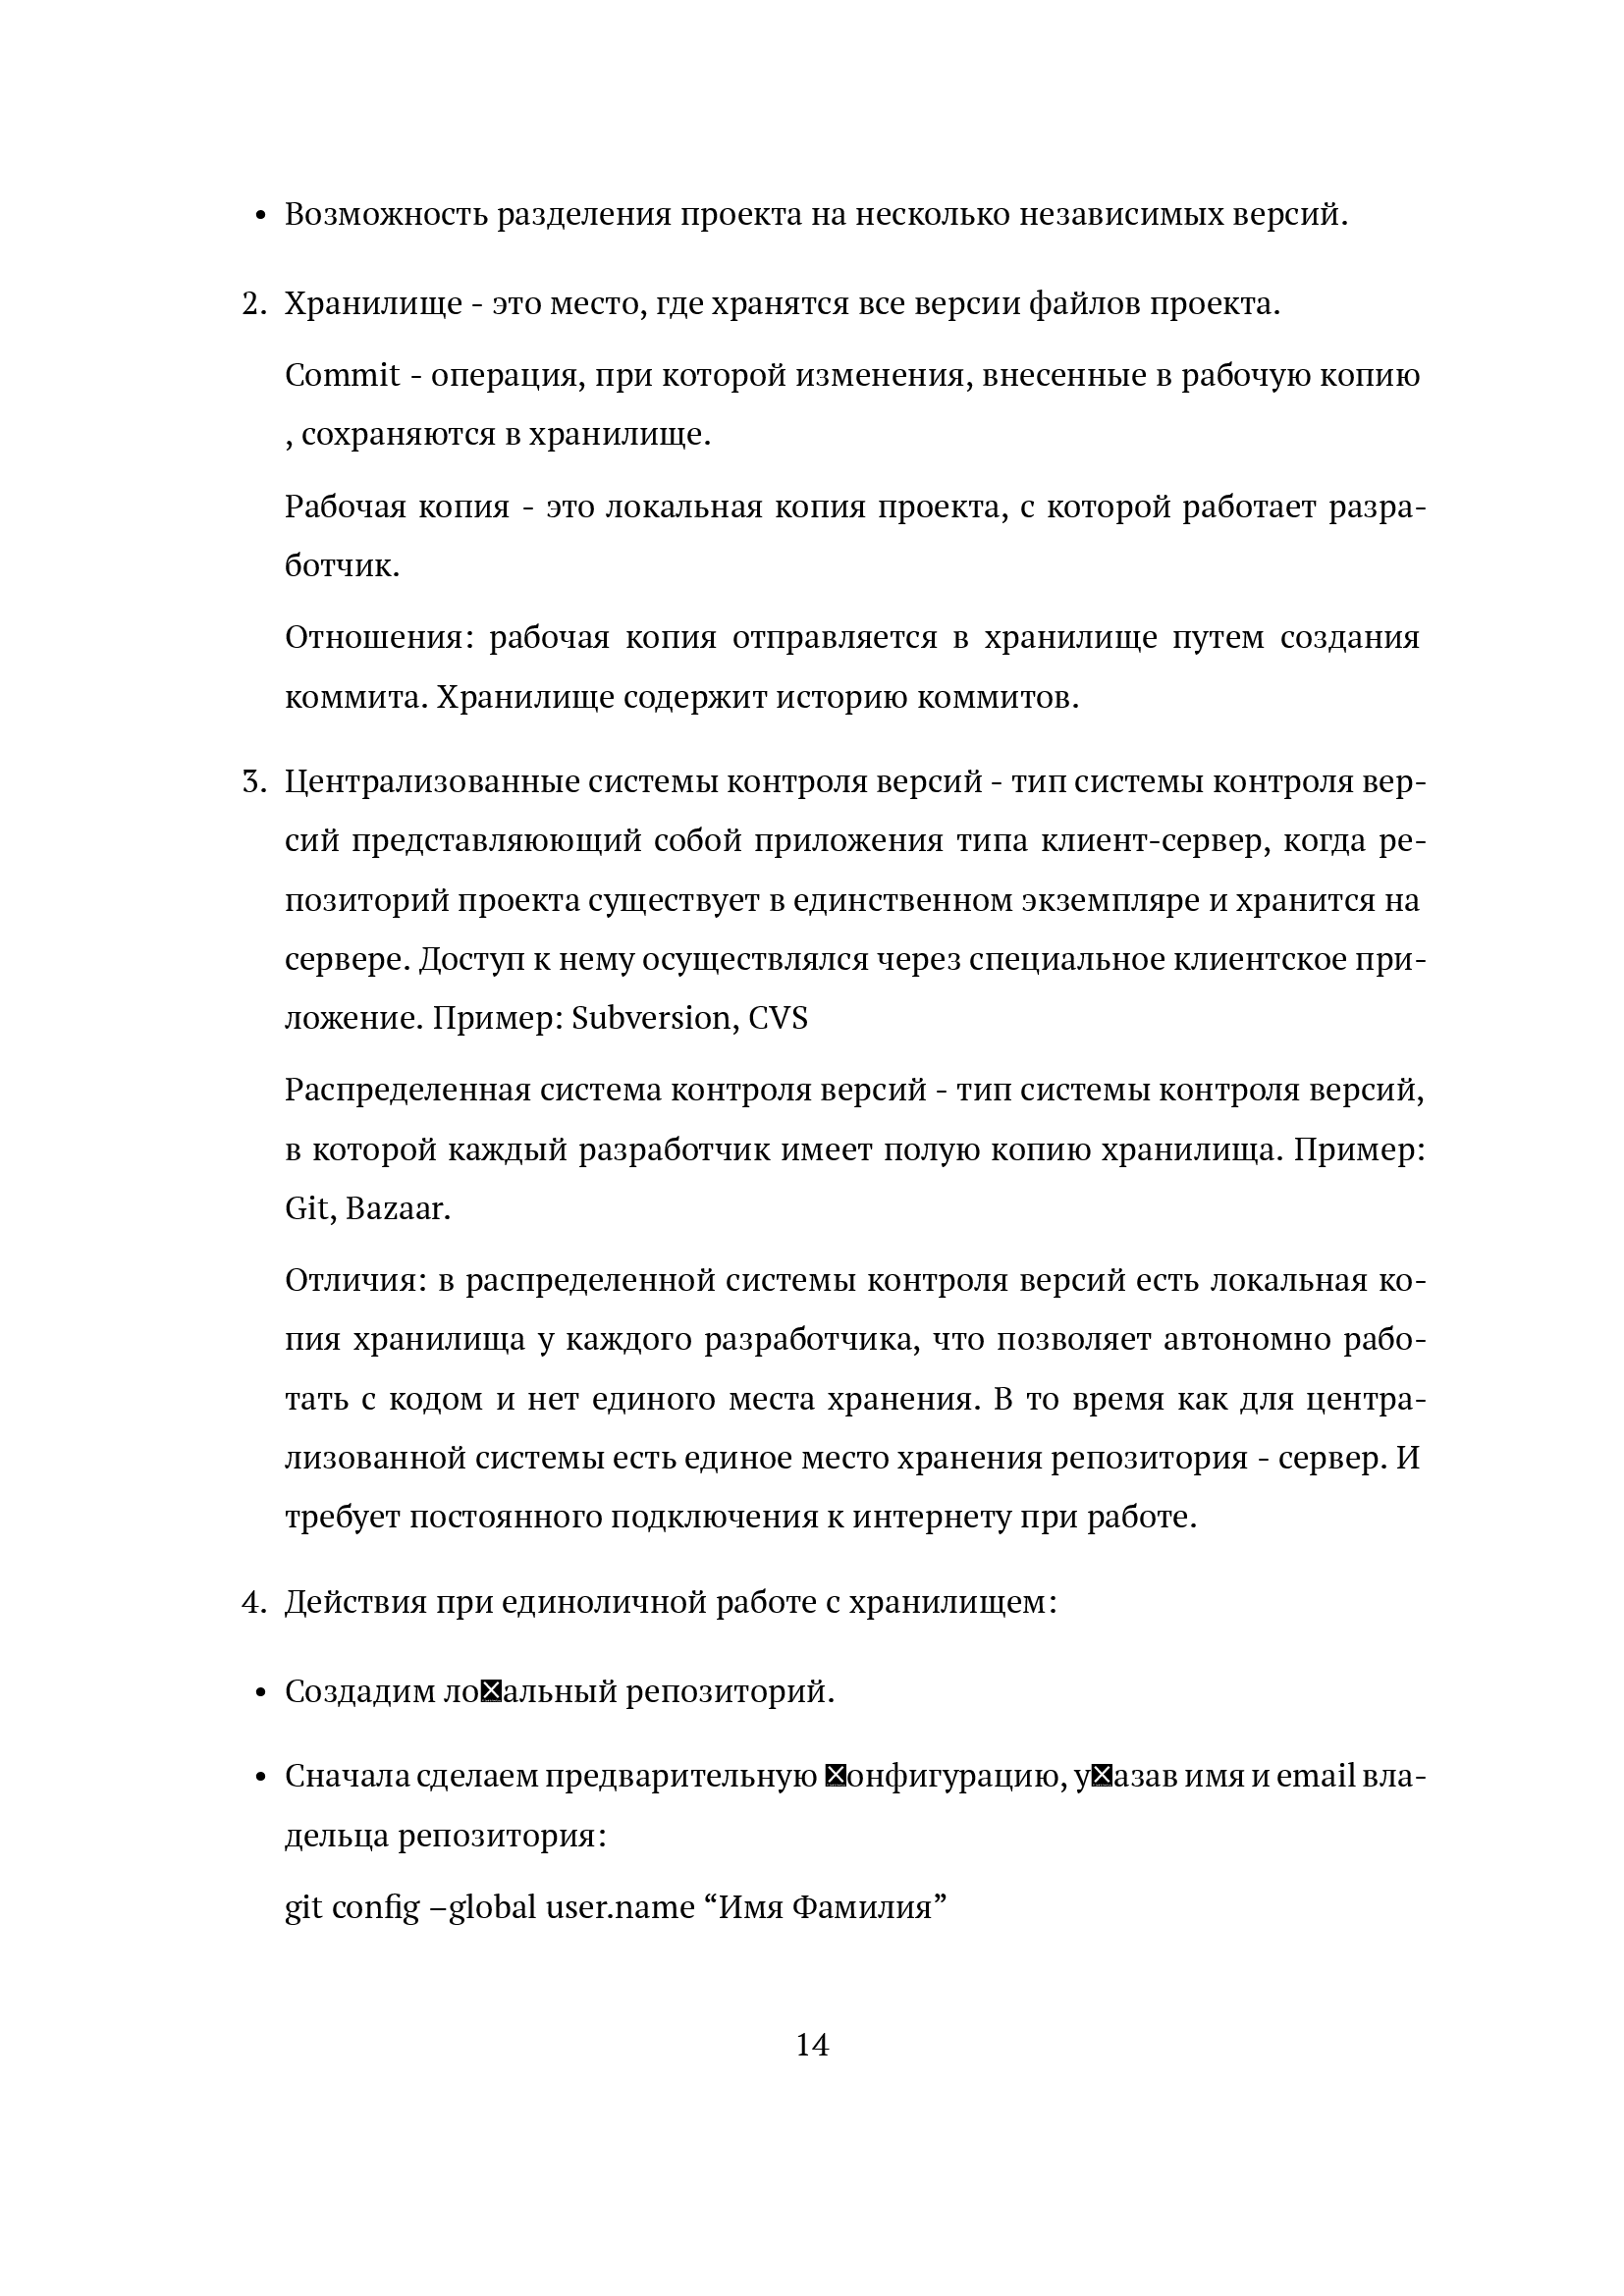 • Возможность разделения проекта на несколько независимых версий.
2. Хранилище - это место, где хранятся все версии файлов проекта.
Commit - операция, при которой изменения, внесенные в рабочую копию
, сохраняются в хранилище.
Рабочая копия - это локальная копия проекта, с которой работает разра-
ботчик.
Отношения: рабочая копия отправляется в хранилище путем создания
коммита. Хранилище содержит историю коммитов.
3. Централизованные системы контроля версий - тип системы контроля вер-
сий представляюющий собой приложения типа клиент-сервер, когда ре-
позиторий проекта существует в единственном экземпляре и хранится на
сервере. Доступ к нему осуществлялся через специальное клиентское при-
ложение. Пример: Subversion, CVS
Распределенная система контроля версий - тип системы контроля версий,
в которой каждый разработчик имеет полую копию хранилища. Пример:
Git, Bazaar.
Отличия: в распределенной системы контроля версий есть локальная ко-
пия хранилища у каждого разработчика, что позволяет автономно рабо-
тать с кодом и нет единого места хранения. В то время как для центра-
лизованной системы есть единое место хранения репозитория - сервер. И
требует постоянного подключения к интернету при работе.
4. Действия при единоличной работе с хранилищем:
• Создадим ло⊠альный репозиторий.
• Сначала сделаем предварительную ⊠онфигурацию, у⊠азав имя и email вла-
дельца репозитория:
git config –global user.name “Имя Фамилия”
14